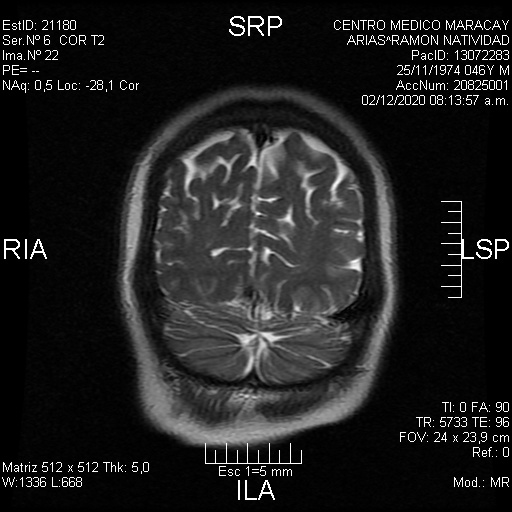 EstID: 21180
Ser.Nº 6 COR T2
Ima.Nº 22
PE= --
NAq: 0,5 Loc: -28,1 Cor
SRP
CENTRO MEDICO MARACAY
ARIAS^RAMON NATIVIDAD
PacID: 13072283
25/11/1974 046Y M
AccNum: 20825001
02/12/2020 08:13:57 a.m.
RIA
LSP
TI: 0 FA: 90
TR: 5733 TE: 96
FOV: 24 x 23,9 cm
Ref.: 0
Matriz 512 x 512 Thk: 5,0
W:1336 L:668
Esc 1=5 mm
ILA
Mod.: MR